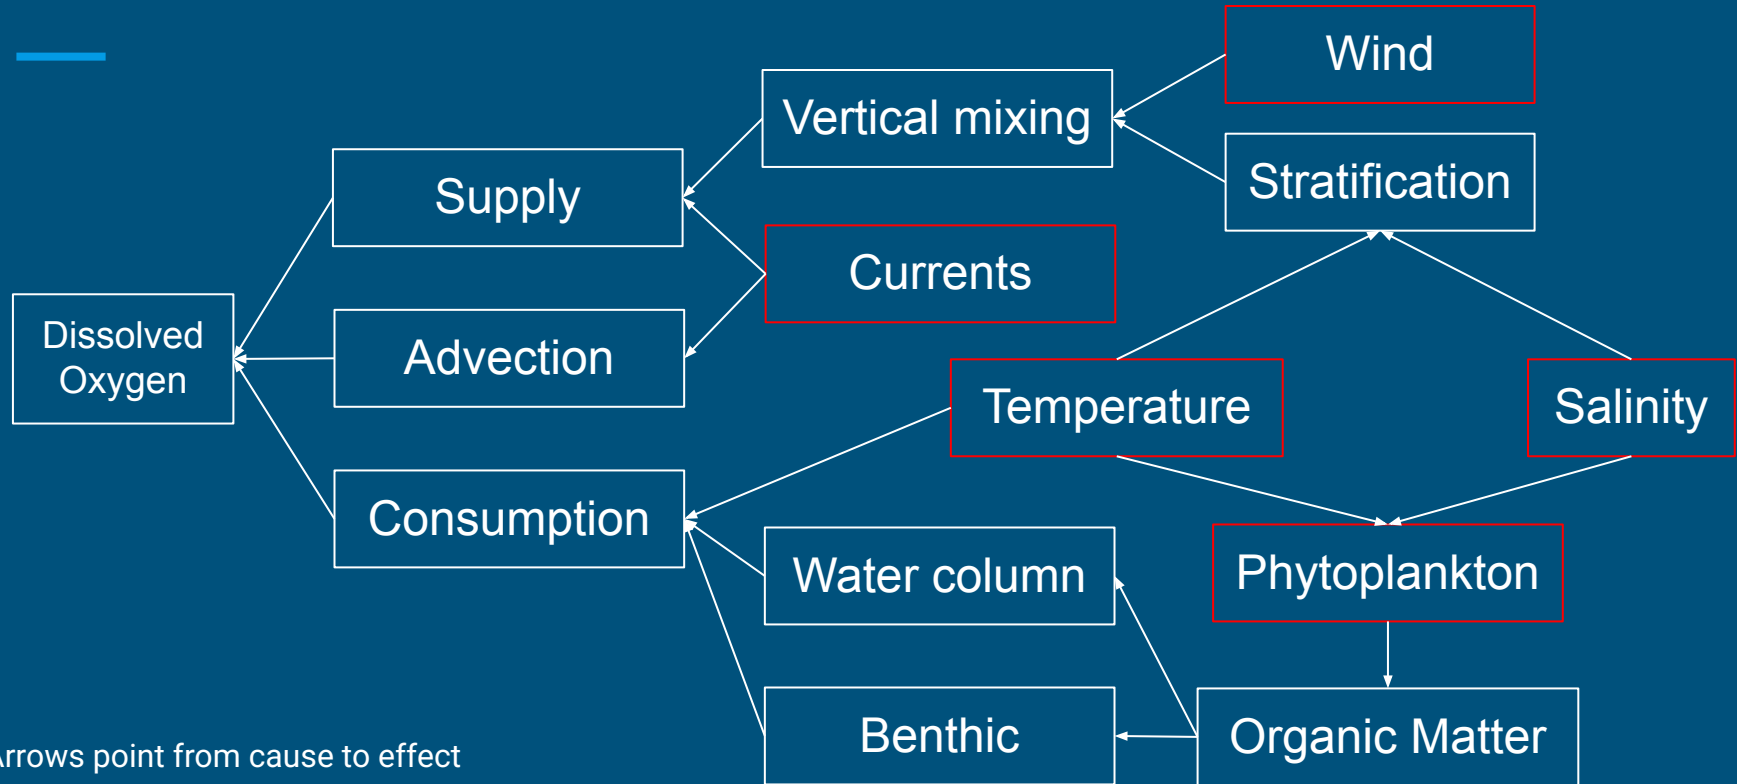 Wind
Vertical mixing
Stratification
Supply
Currents
Dissolved
Oxygen
Advection
Temperature
Salinity
Consumption
Water column
Phytoplankton
Benthic
Organic Matter
Arrows point from cause to effect